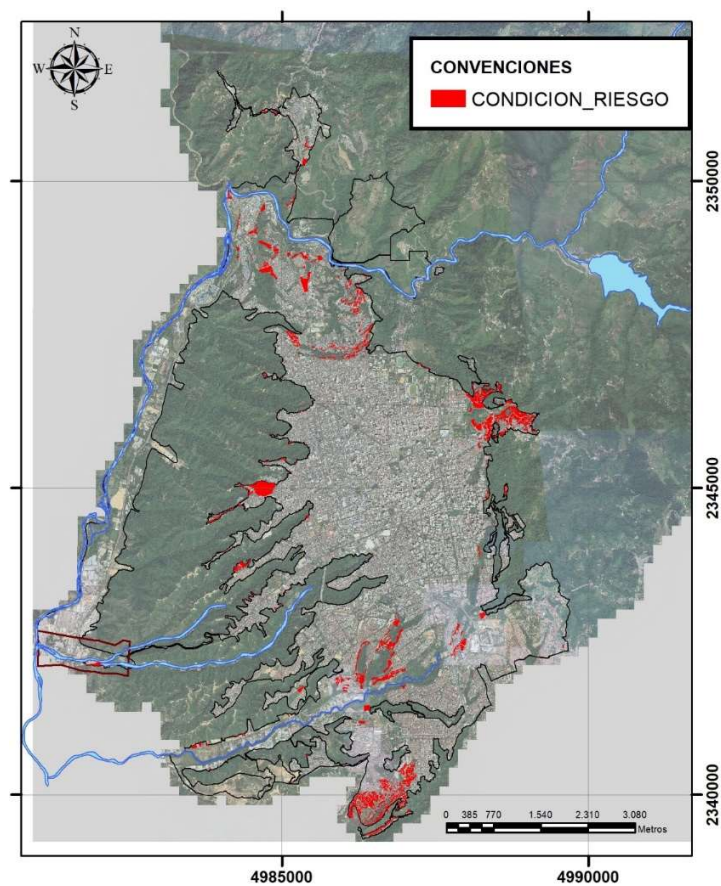 N
W E
S
CONVENCIONES
CONDICION_RIESGO
2350000
2345000
2340000
0 385 770 1.540 2.310 3.080
Metros
4985000 4990000